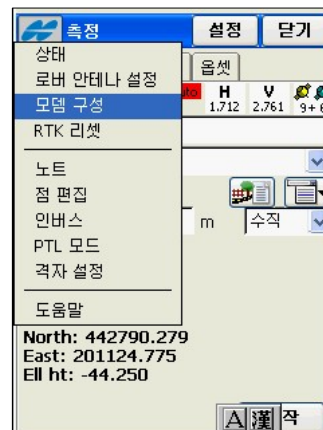 측정 설정 닫기
상태
로버 안테나 설정
모뎀 구성
RTK 리셋
노트
점 편집
인버스
PTL 모드
격자 설정
도움말
옵셋
H V
1.712 2.761 9+
m 수직
North: 442790.279
East: 201124.775
Ell ht: -44.250
A 漢